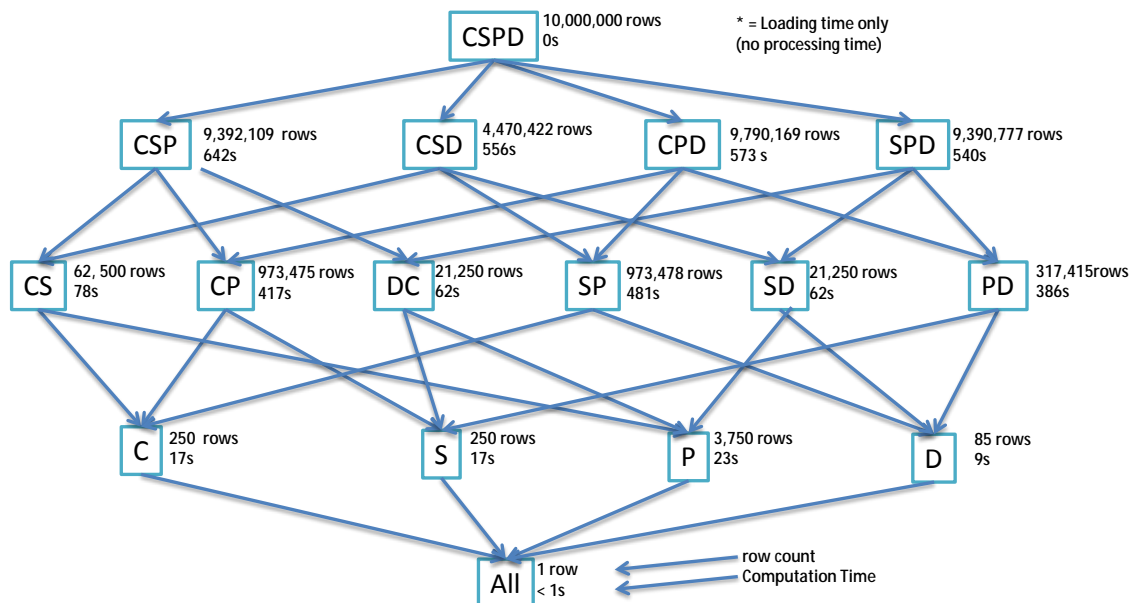 CSPD
10,000,000 rows
0s
* = Loading time only
(no processing time)
CSP
9,392,109 rows
642s
CSD
4,470,422 rows
556s
CPD
9,790,169 rows
573 s
SPD
9,390,777 rows
540s
CS
62, 500 rows
78s
CP
973,475 rows
417s
DC
21,250 rows
62s
SP
973,478 rows
481s
SD
21,250 rows
62s
PD
317,415rows
386s
C
250 rows
17s
S
250 rows
17s
P
3,750 rows
23s
D
85 rows
9s
All
1 row
< 1s
row count
Computation Time